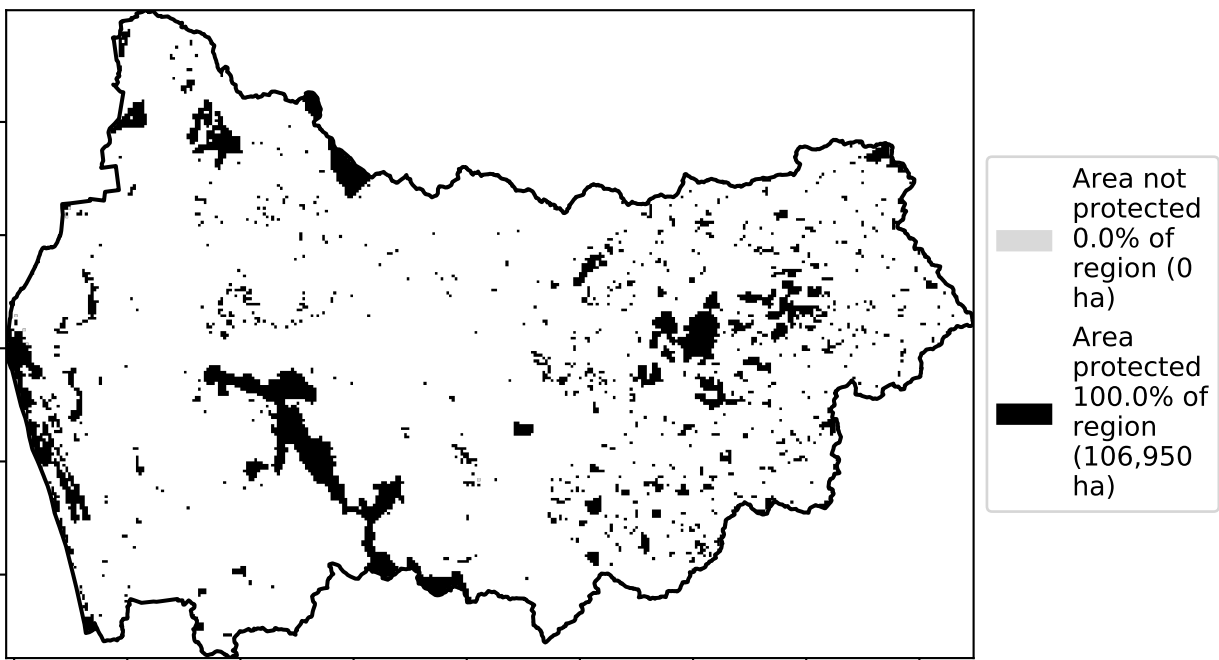 Area not
protected
0.0% of
region (0
ha)
Area
protected
100.0% of
region
(106,950
ha)